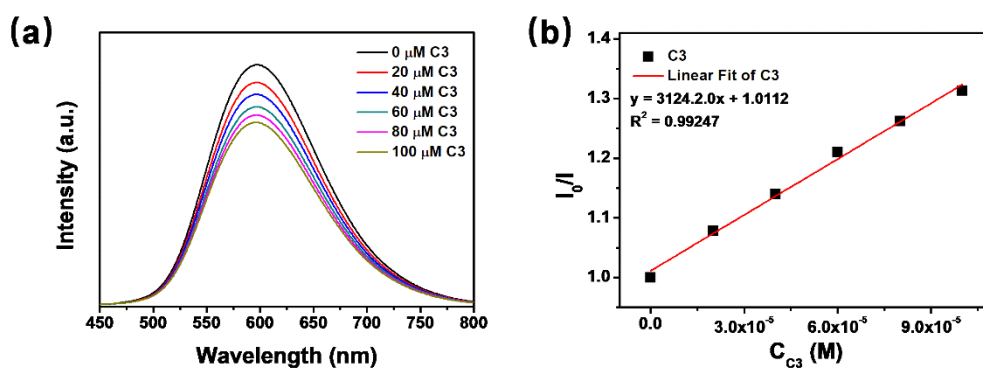 (a)
0 μM C3
20 μM C3
40 μM C3
60 μM C3
80 μM C3
100 μM C3
Intensity (a.u.)
450 500 550 600 650 700 750 800
Wavelength (nm)
(b)
C3
Linear Fit of C3
y = 3124.2.0x + 1.0112
R² = 0.99247
1.4
1.3
1.2
1.1
1.0
I₀/I
0.0 3.0x10⁻⁵ 6.0x10⁻⁵ 9.0x10⁻⁵
C_C3 (M)